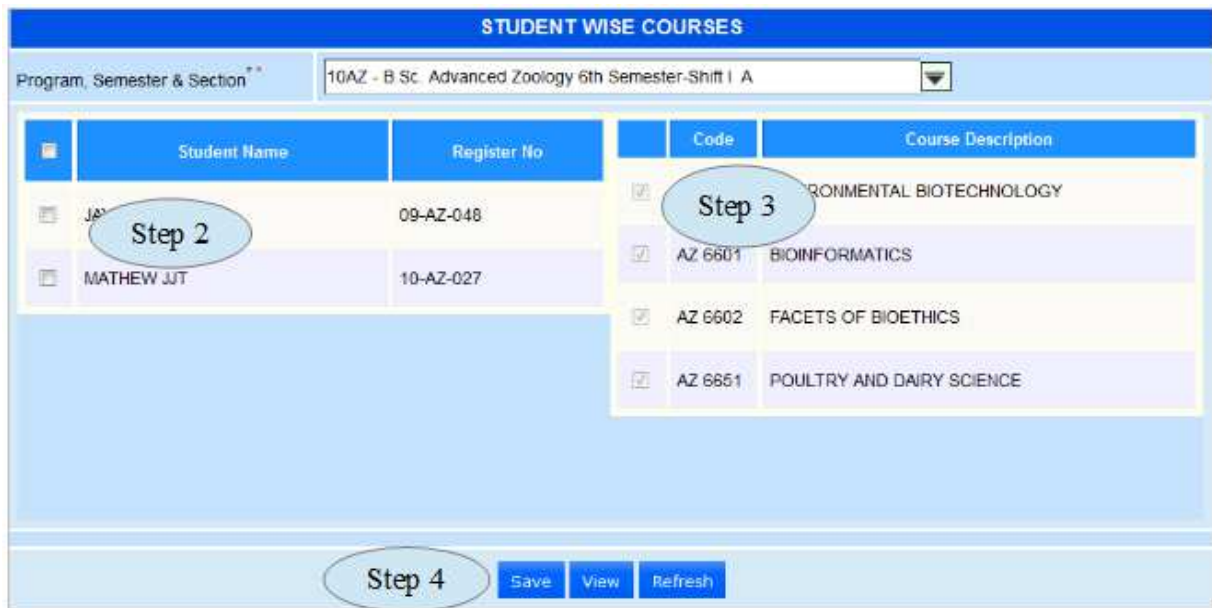 STUDENT WISE COURSES
Program, Semester & Section**
10AZ - B Sc. Advanced Zoology 6th Semester-Shift I A
Student Name Register No
Code Course Description
Step 3 RONMENTAL BIOTECHNOLOGY
Step 2 09-AZ-048
AZ 6601 BIOINFORMATICS
MATHEW JJT 10-AZ-027
AZ 6602 FACETS OF BIOETHICS
AZ 6651 POULTRY AND DAIRY SCIENCE
Step 4 Save View Refresh